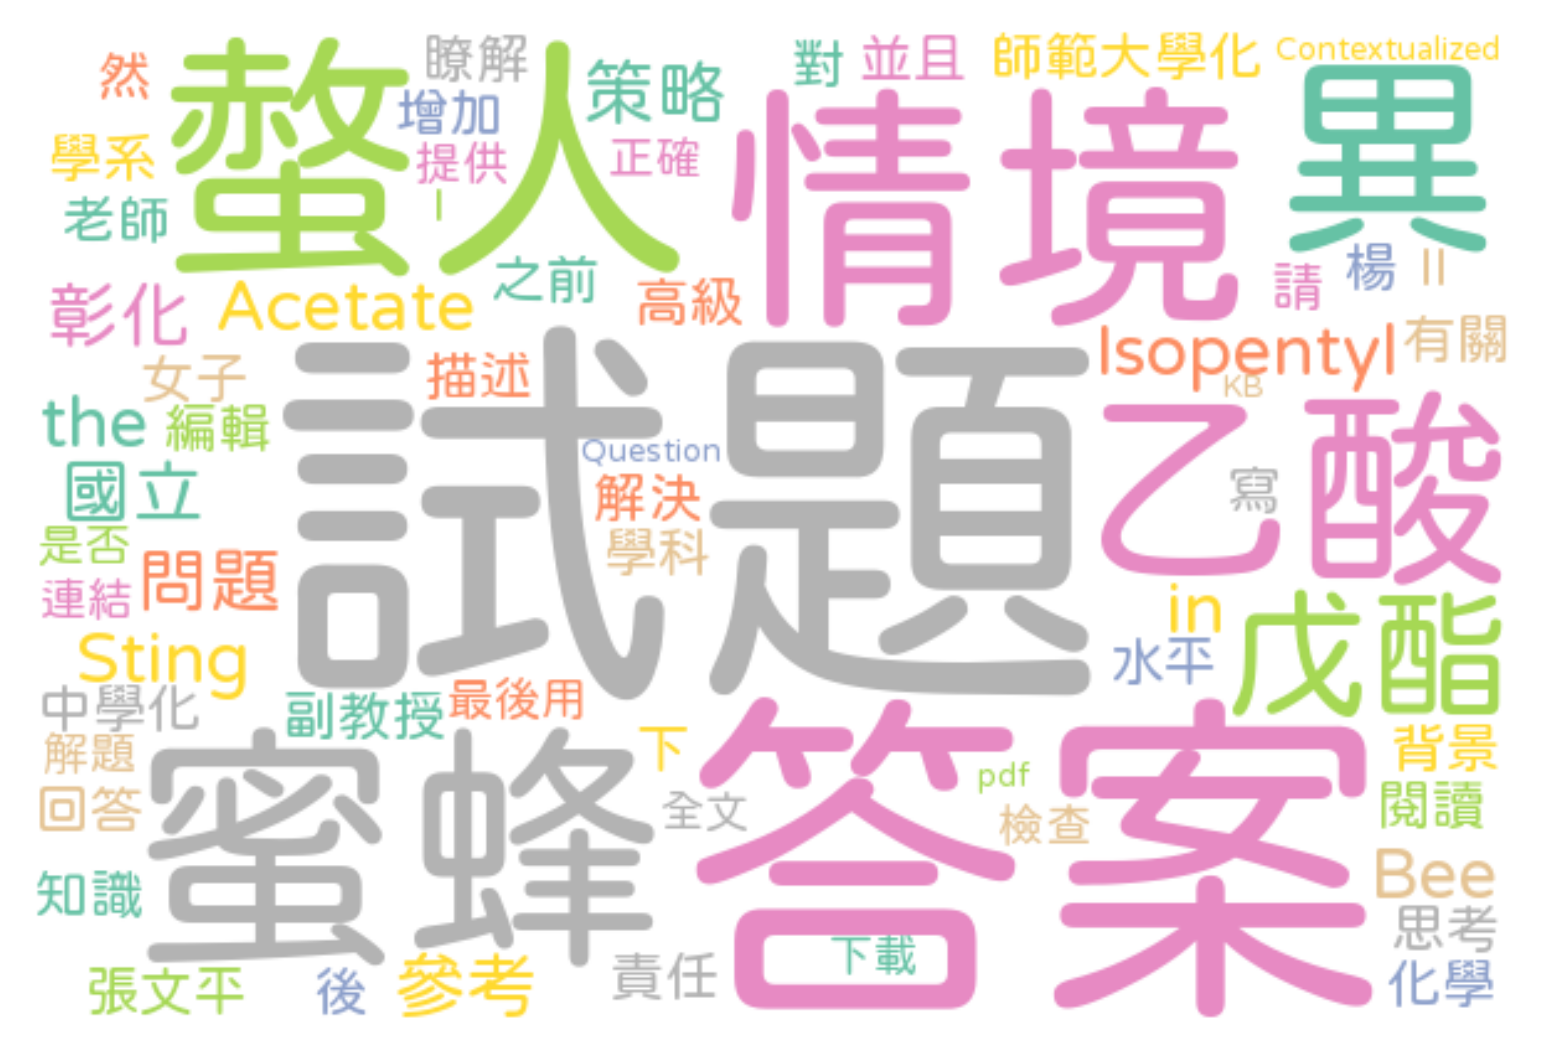 然
瞭解
策略
對
並且
師範大學化
Contextualized
螫人
增加
情境
異
學系
提供
正確
老師
I
之前
高級
請
楊
II
彰化
Acetate
Isopentyl
有關
女子
描述
試題
KB
the
編輯
Question
乙酸
國立
解決
寫
是否
學科
連結
問題
in
戊酯
Sting
水平
中學化
副教授
最後用
解題
蜜蜂
下
答案
背景
回答
全文
pdf
檢查
閱讀
知識
Bee
下載
思考
張文平
後
參考
責任
化學